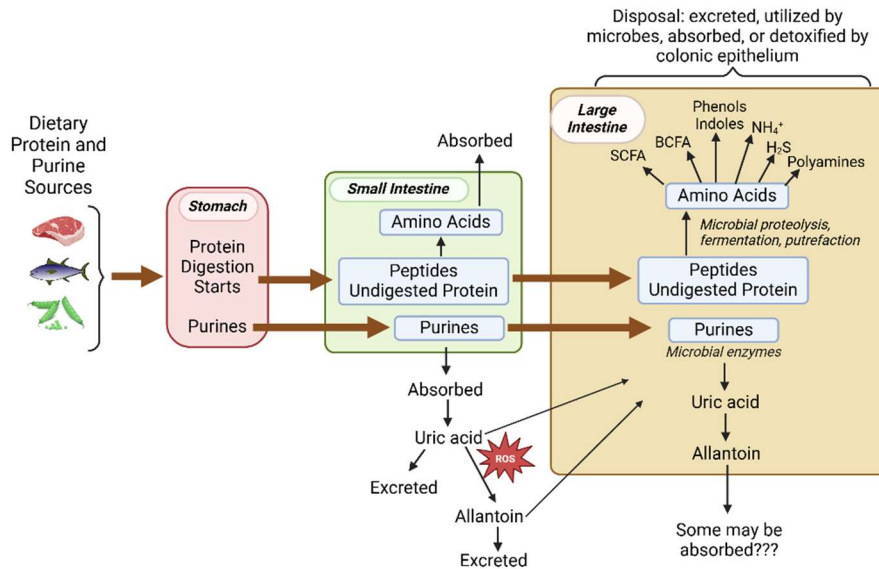 Disposal: excreted, utilized by
microbes, absorbed, or detoxified by
colonic epithelium
Dietary
Protein and
Purine
Sources
Stomach
Protein
Digestion
Starts
Purines
Absorbed
Small Intestine
Amino Acids
Peptides
Undigested Protein
Purines
Absorbed
Uric acid
ROS
Excreted
Allantoin
Excreted
Large
Intestine
SCFA
BCFA
Phenols
Indoles
NH₄⁺
H₂S
Polyamines
Amino Acids
Microbial proteolysis,
fermentation, putrefaction
Peptides
Undigested Protein
Purines
Microbial enzymes
Uric acid
Allantoin
Some may be
absorbed???